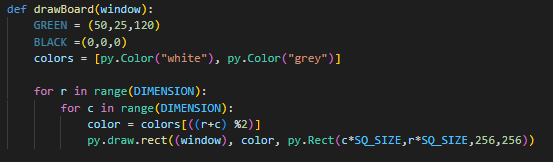 def drawBoard(window):
    GREEN = (50,25,120)
    BLACK =(0,0,0)
    colors = [py.Color("white"), py.Color("grey")]

    for r in range(DIMENSION):
        for c in range(DIMENSION):
            color = colors[((r+c) %2)]
            py.draw.rect((window), color, py.Rect(c*SQ_SIZE,r*SQ_SIZE,256,256))